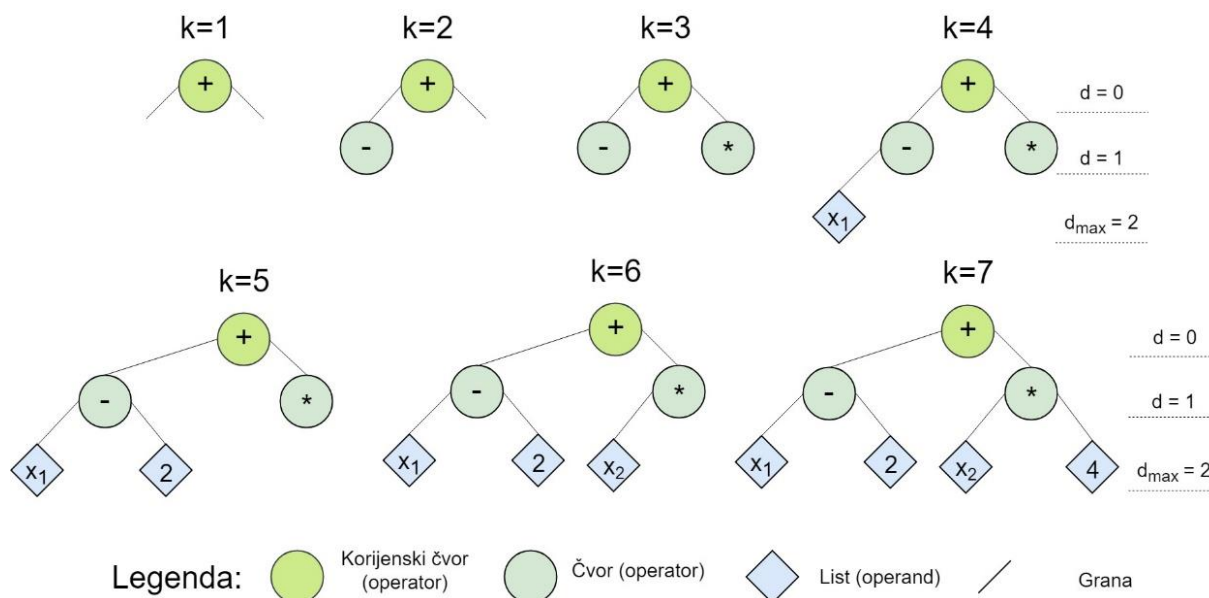 k=1 k=2 k=3 k=4
+ + + + d = 0
- - * - * d = 1
x1 dmax = 2
k=5 k=6 k=7
+ + + d = 0
- * - * - * d = 1
x1 2 x1 2 x2 x1 2 x2 4 dmax = 2
Legenda: Korijenski čvor
(operator) Čvor (operator) List (operand) Grana